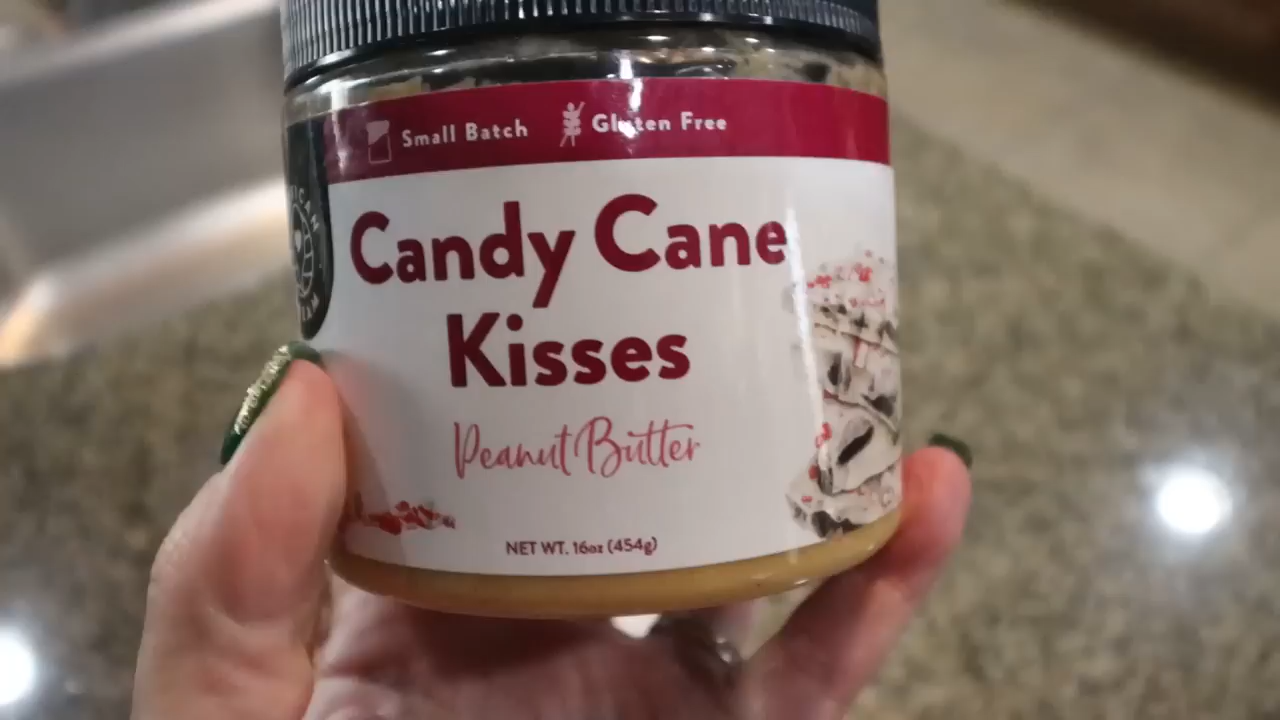 Small Batch
Gluten Free
Candy Cane
Kisses
Peanut Butter
NET WT. 16oz (454g)